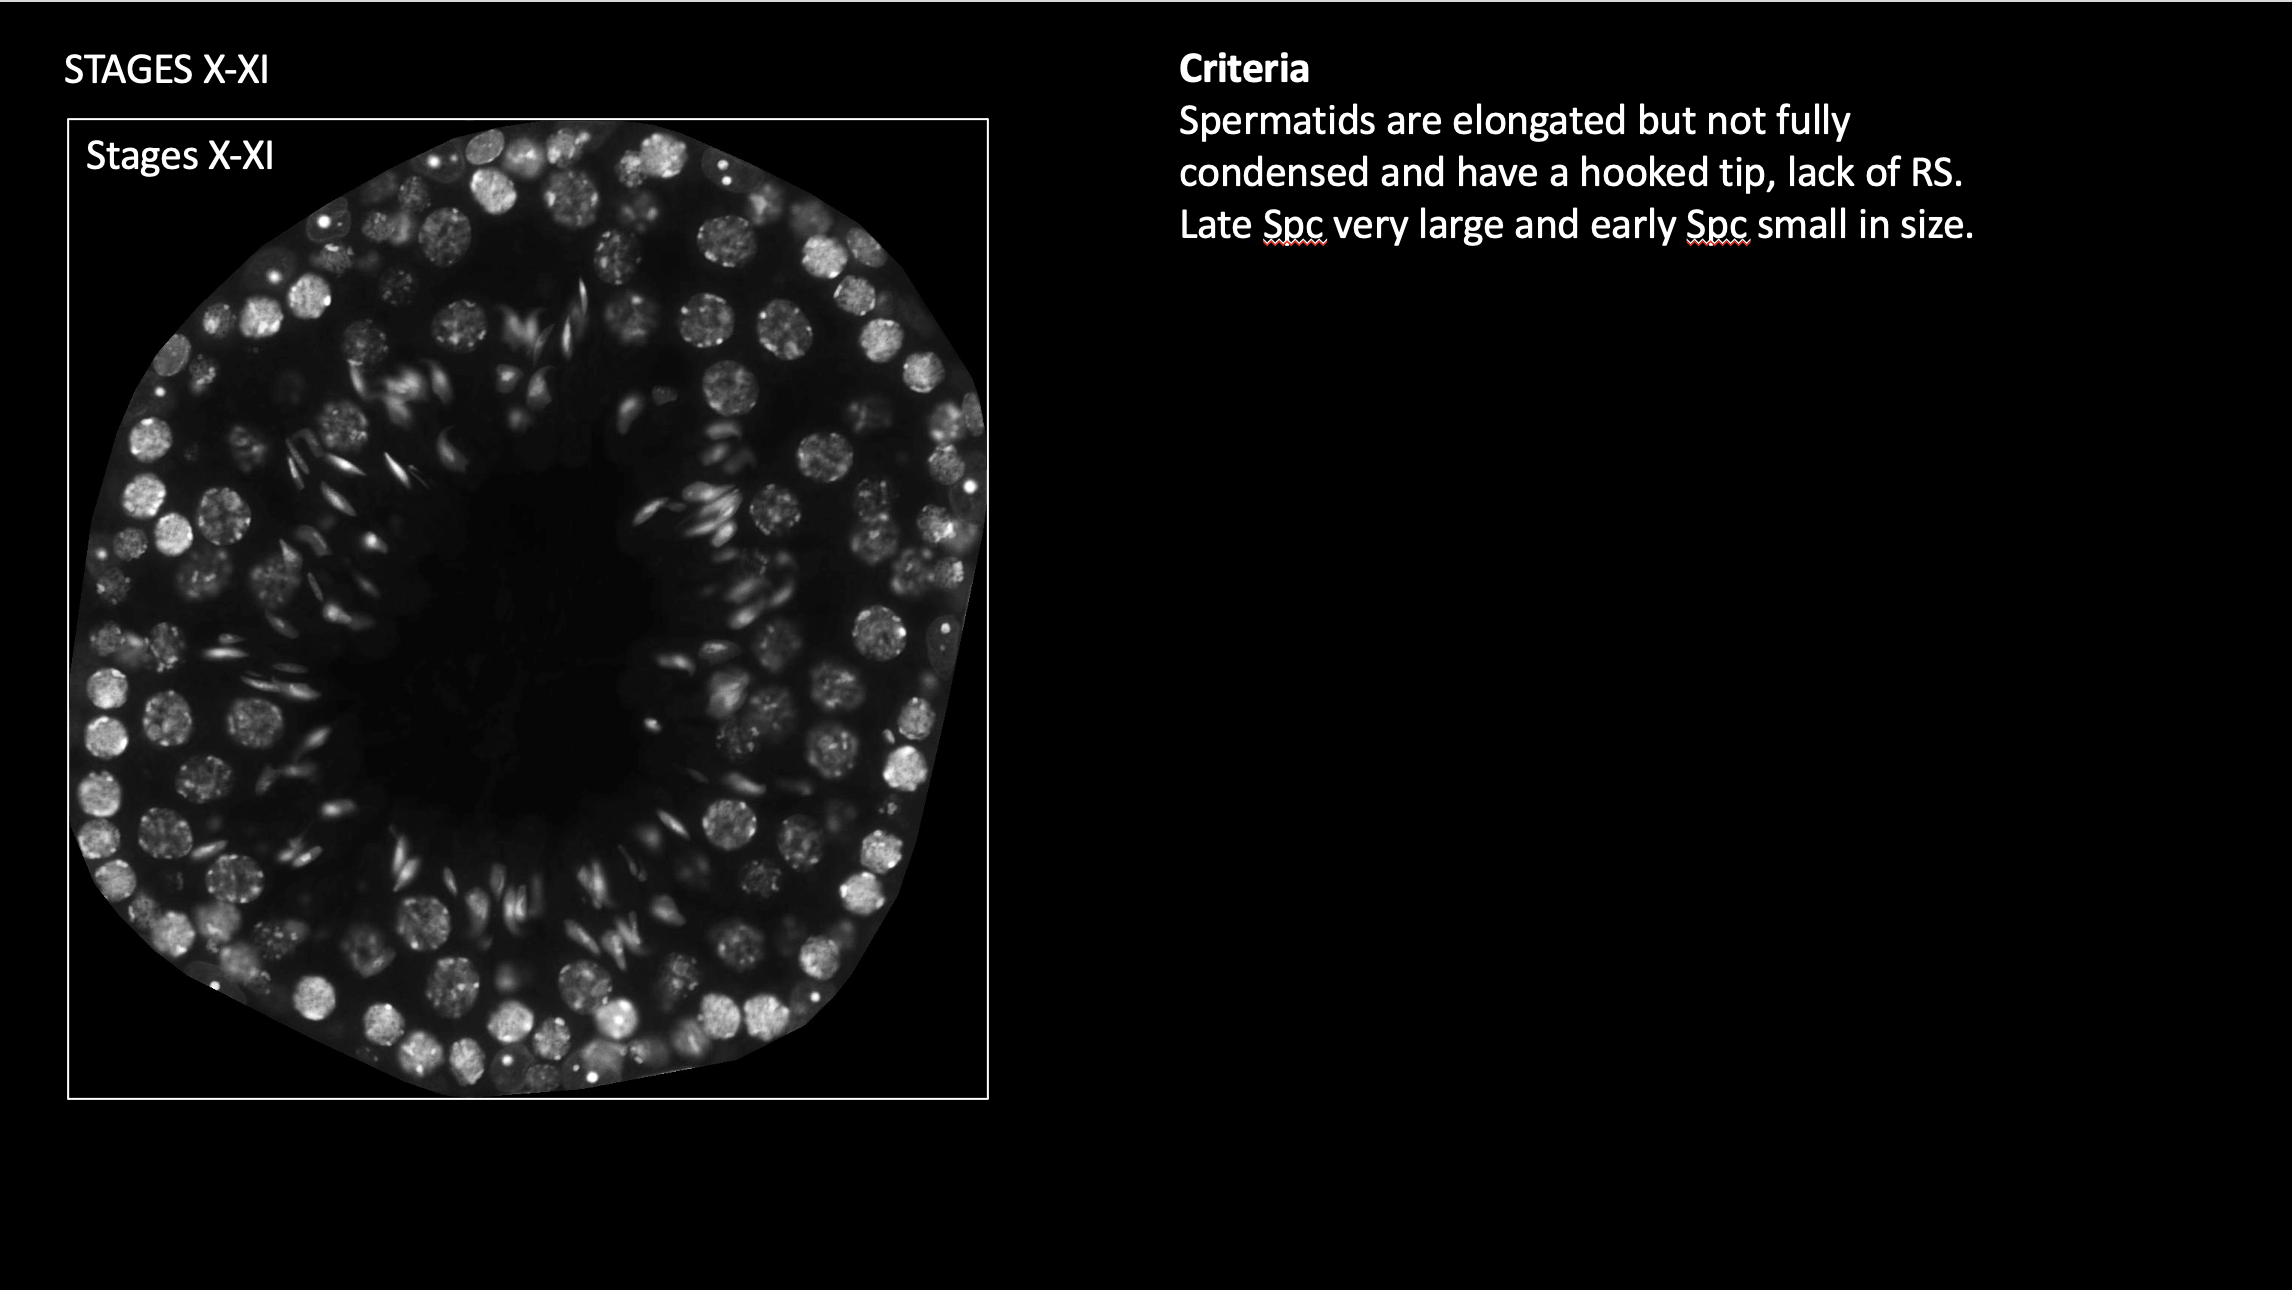 STAGES X-XI
Stages X-XI
Criteria
Spermatids are elongated but not fully
condensed and have a hooked tip, lack of RS.
Late Spc very large and early Spc small in size.